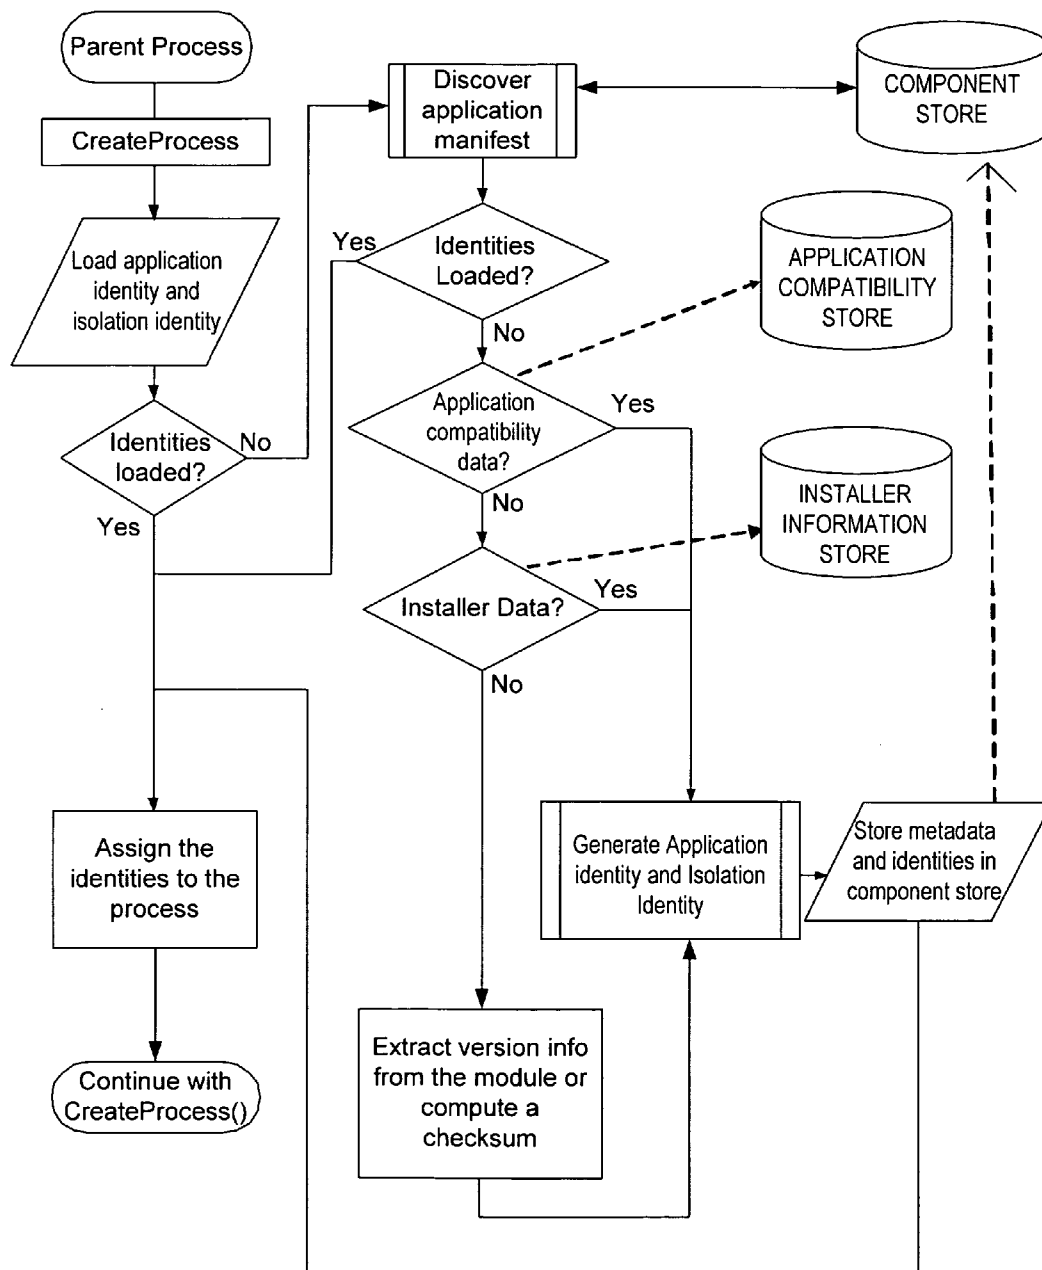 Parent Process
CreateProcess
Load application
identity and
isolation identity
Identities
loaded?
No
Yes
Assign the
identities to the
process
Continue with
CreateProcess()
Discover
application
manifest
Identities
Loaded?
Yes
No
Application
compatibility
data?
Yes
No
Installer Data?
Yes
No
Extract version info
from the module or
compute a
checksum
Generate Application
identity and Isolation
Identity
Store metadada
and identities in
component store
COMPONENT
STORE
APPLICATION
COMPATIBILITY
STORE
INSTALLER
INFORMATION
STORE